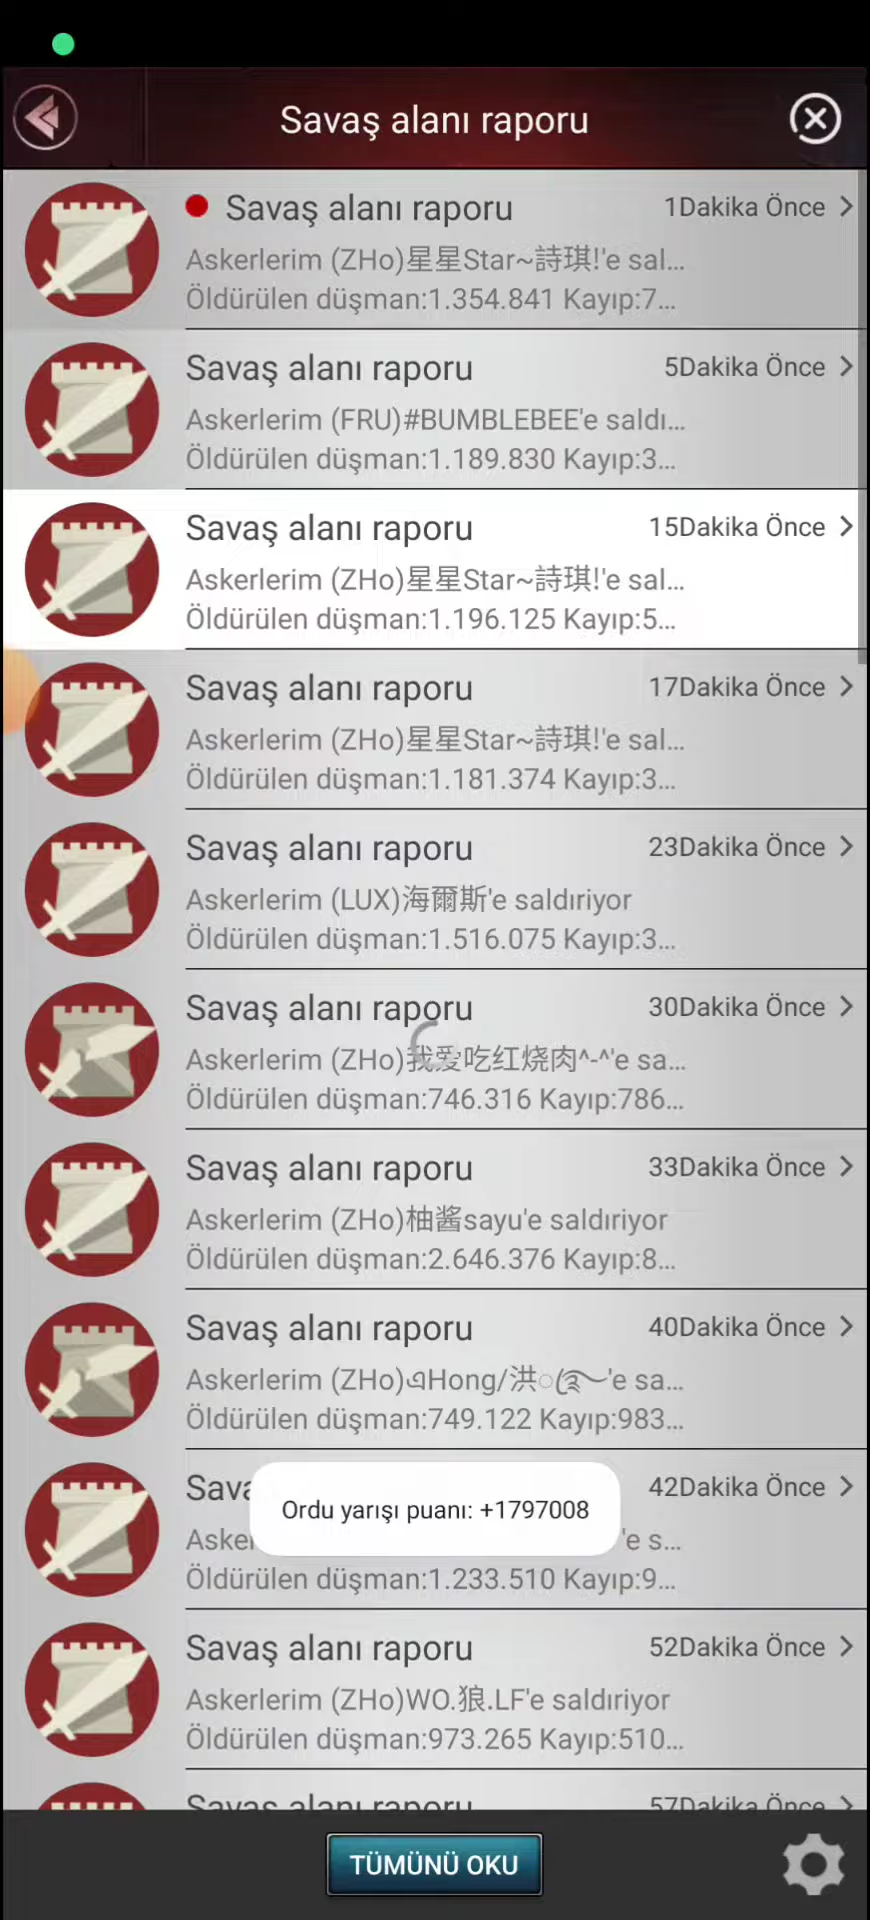 Savaş alanı raporu
Savaş alanı raporu 1Dakika Önce
Askerlerim (ZHo)星星Star~詩琪!'e sal...
Öldürülen düşman:1.354.841 Kayıp:7...
Savaş alanı raporu 5Dakika Önce
Askerlerim (FRU)#BUMBLEBEE'e saldı...
Öldürülen düşman:1.189.830 Kayıp:3...
Savaş alanı raporu 15Dakika Önce
Askerlerim (ZHo)星星Star~詩琪!'e sal...
Öldürülen düşman:1.196.125 Kayıp:5...
Savaş alanı raporu 17Dakika Önce
Askerlerim (ZHo)星星Star~詩琪!'e sal...
Öldürülen düşman:1.181.374 Kayıp:3...
Savaş alanı raporu 23Dakika Önce
Askerlerim (LUX)海爾斯'e saldırıyor
Öldürülen düşman:1.516.075 Kayıp:3...
Savaş alanı raporu 30Dakika Önce
Askerlerim (ZHo)我爱吃红烧肉^-^'e sa...
Öldürülen düşman:746.316 Kayıp:786...
Savaş alanı raporu 33Dakika Önce
Askerlerim (ZHo)柚酱sayu'e saldırıyor
Öldürülen düşman:2.646.376 Kayıp:8...
Savaş alanı raporu 40Dakika Önce
Askerlerim (ZHo)Hong/洪'e sa...
Öldürülen düşman:749.122 Kayıp:983...
Sava 42Dakika Önce
Ordu yarışı puanı: +1797008
Asker 'e s...
Öldürülen düşman:1.233.510 Kayıp:9...
Savaş alanı raporu 52Dakika Önce
Askerlerim (ZHo)WO.狼.LF'e saldırıyor
Öldürülen düşman:973.265 Kayıp:510...
Savaş alanı raporu 57Dakika Önce
TÜMÜNÜ OKU